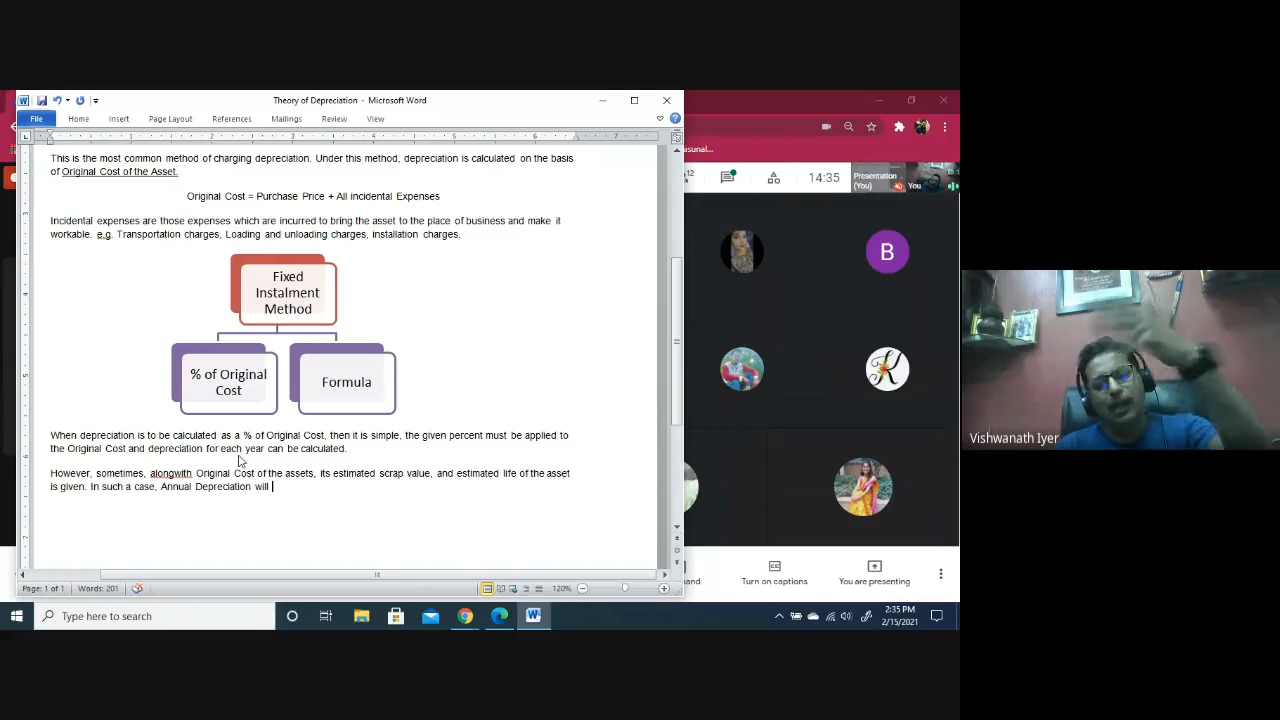 Theory of Depreciation - Microsoft Word
File Home Insert Page Layout References Mailings Review View
This is the most common method of charging depreciation. Under this method, depreciation is calculated on the basis
of Original Cost of the Asset.
Original Cost = Purchase Price + All incidental Expenses
Incidental expenses are those expenses which are incurred to bring the asset to the place of business and make it
workable. e.g. Transportation charges, Loading and unloading charges, installation charges.
Fixed
Instalment
Method
% of Original
Cost
Formula
When depreciation is to be calculated as a % of Original Cost, then it is simple, the given percent must be applied to
the Original Cost and depreciation for each year can be calculated.
However, sometimes, alongwith Original Cost of the assets, its estimated scrap value, and estimated life of the asset
is given. In such a case, Annual Depreciation will
Page: 1 of 1 Words: 201 120%
esunal...
12
14:35
Presentation
(You)
You
B
K
Vishwanath Iyer
and
Turn on captions
You are presenting
Type here to search
2:35 PM
2/15/2021